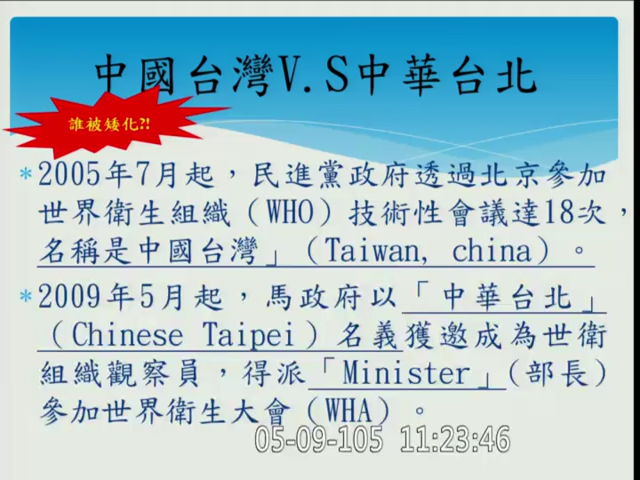 中國台灣V.S中華台北
誰被矮化?!
*2005年7月起，民進黨政府透過北京參加
世界衛生組織（WHO）技術性會議達18次，
名稱是中國台灣」（Taiwan, china）。
*2009年5月起，馬政府以「中華台北」
（Chinese Taipei）名義獲邀成為世衛
組織觀察員，得派「Minister」(部長)
參加世界衛生大會（WHA）。
05-09-105 11:23:46